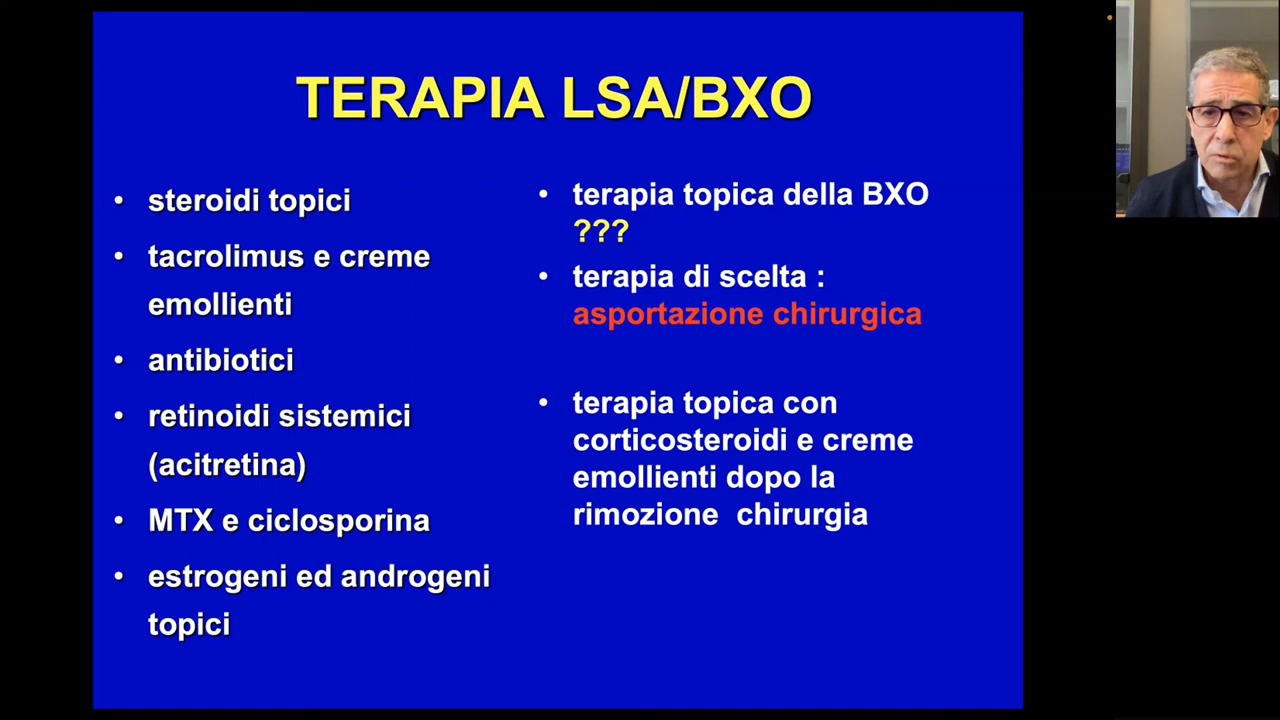 TERAPIA LSA/BXO
• steroidi topici
• tacrolimus e creme
emollienti
• antibiotici
• retinoidi sistemici
(acitretina)
• MTX e ciclosporina
• estrogeni ed androgeni
topici
• terapia topica della BXO
???
• terapia di scelta :
asportazione chirurgica
• terapia topica con
corticosteroidi e creme
emollienti dopo la
rimozione chirurgia